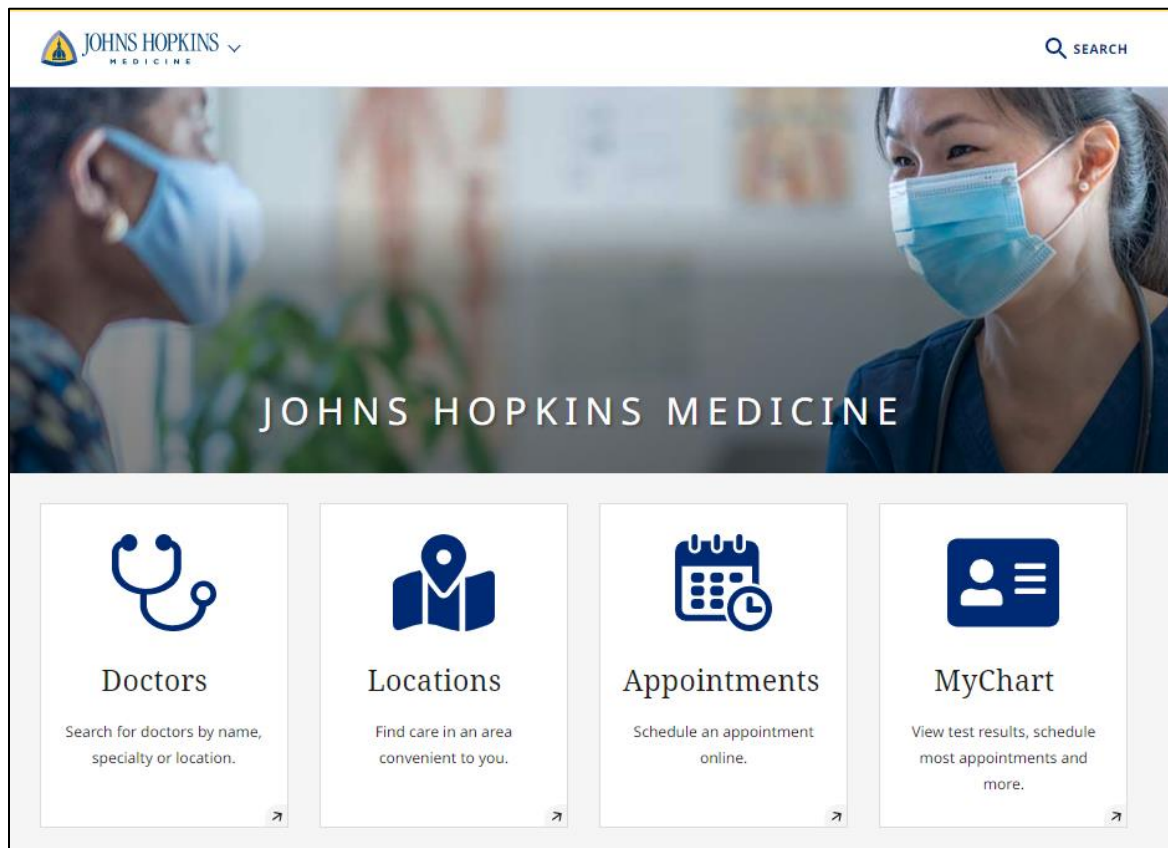 JOHNS HOPKINS
MEDICINE
SEARCH
JOHNS HOPKINS MEDICINE
Doctors
Search for doctors by name,
specialty or location.
Locations
Find care in an area
convenient to you.
Appointments
Schedule an appointment
online.
MyChart
View test results, schedule
most appointments and
more.